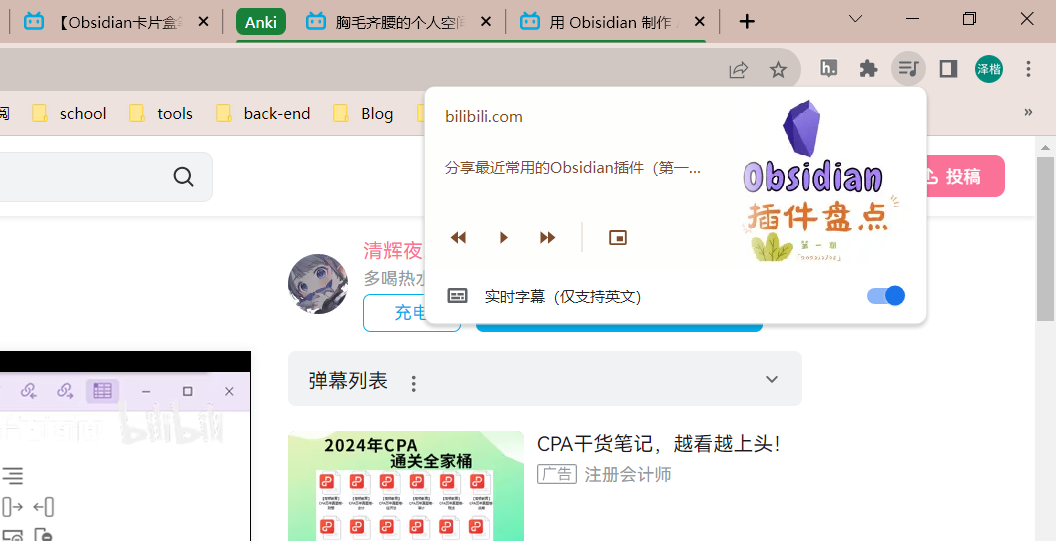 【Obsidian卡片盒
Anki
胸毛齐腰的个人空间
用 Obisidian 制作
h.
泽楷
阅
school
tools
back-end
Blog
»
bilibili.com
分享最近常用的Obsidian插件（第一...
Obsidian
插件盘点
第一期
实时字幕（仅支持英文）
投稿
清辉夜
多喝热水
充电
弹幕列表
bilibili
2024年CPA
通关全家桶
CPA干货笔记，越看越上头！
广告 注册会计师